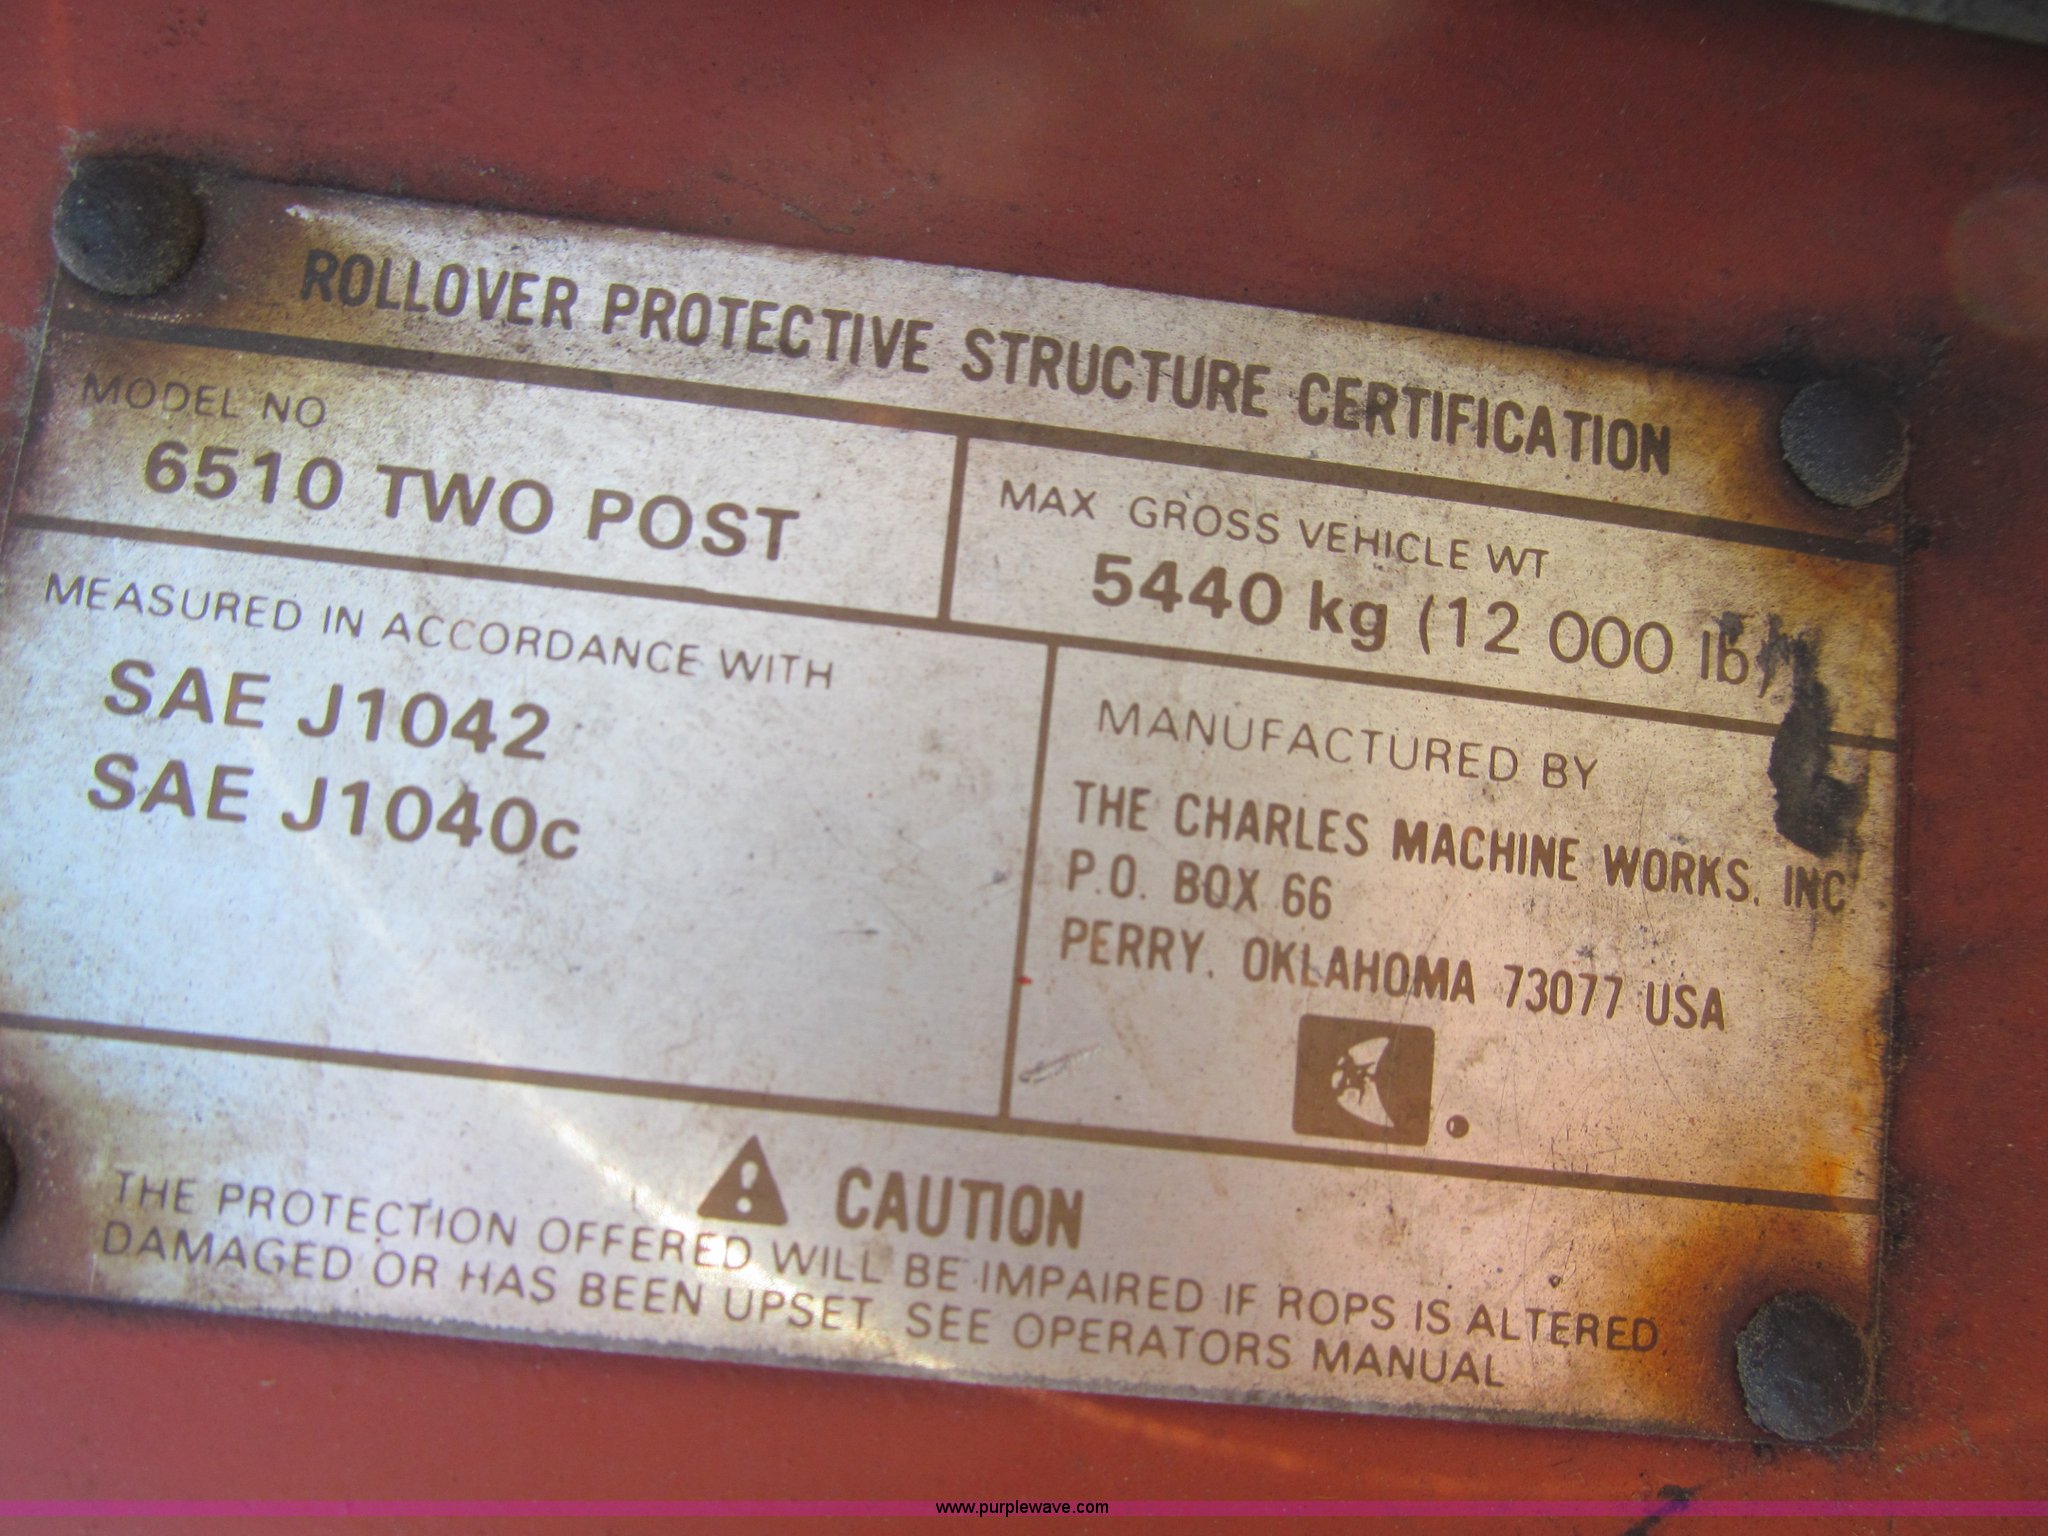 ROLLOVER PROTECTIVE STRUCTURE CERTIFICATION
MODEL NO
6510 TWO POST
MAX GROSS VEHICLE WT
5440 kg (12 000 lb)
MEASURED IN ACCORDANCE WITH
SAE J1042
SAE J1040c
MANUFACTURED BY
THE CHARLES MACHINE WORKS, INC.
P.O. BOX 66
PERRY, OKLAHOMA 73077 USA
CAUTION
THE PROTECTION OFFERED WILL BE IMPAIRED IF ROPS IS ALTERED
DAMAGED OR HAS BEEN UPSET SEE OPERATORS MANUAL
www.purplewave.com